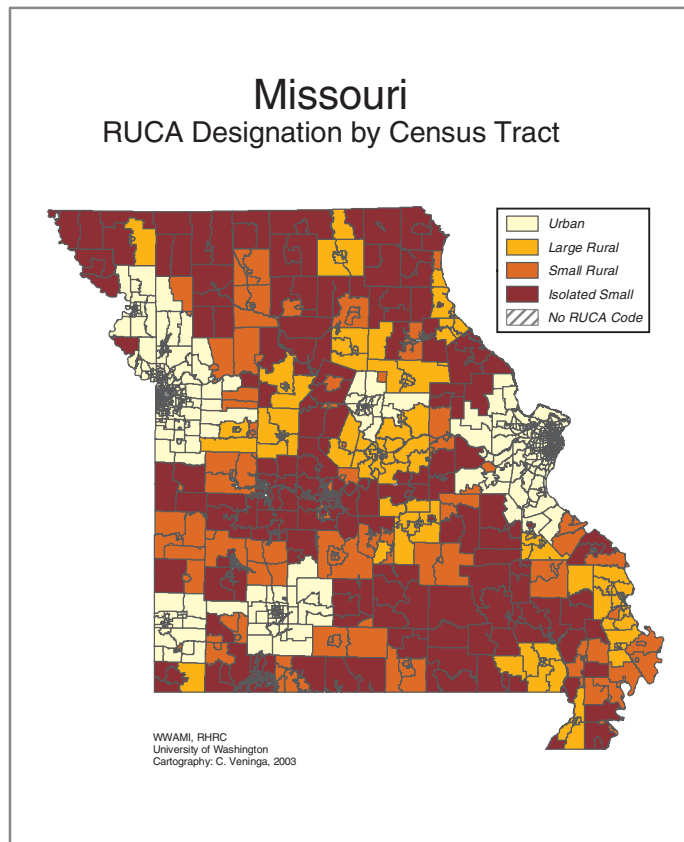 Missouri
RUCA Designation by Census Tract
Urban
Large Rural
Small Rural
Isolated Small
No RUCA Code
WWAMI, RHRC
University of Washington
Cartography: C. Veninga, 2003